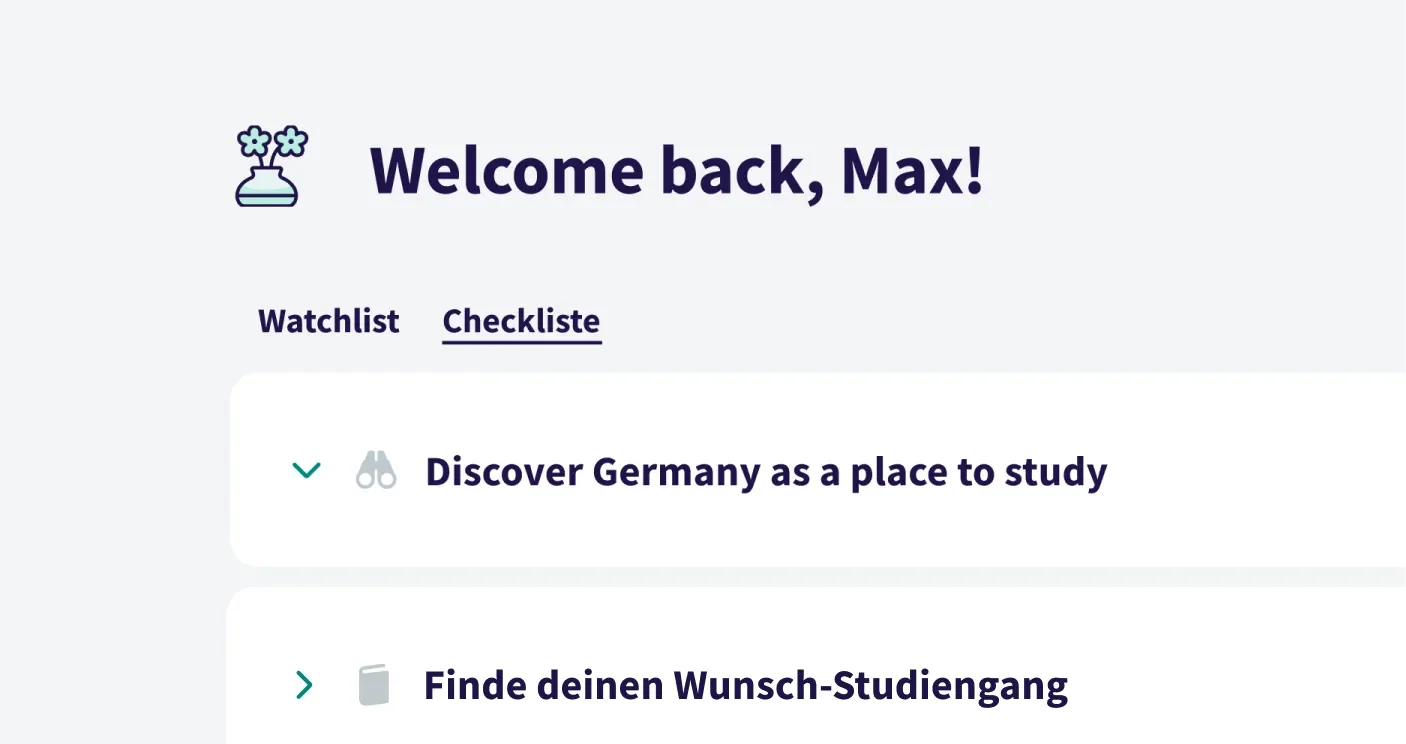 Welcome back, Max!
Watchlist Checkliste
Discover Germany as a place to study
Finde deinen Wunsch-Studiengang